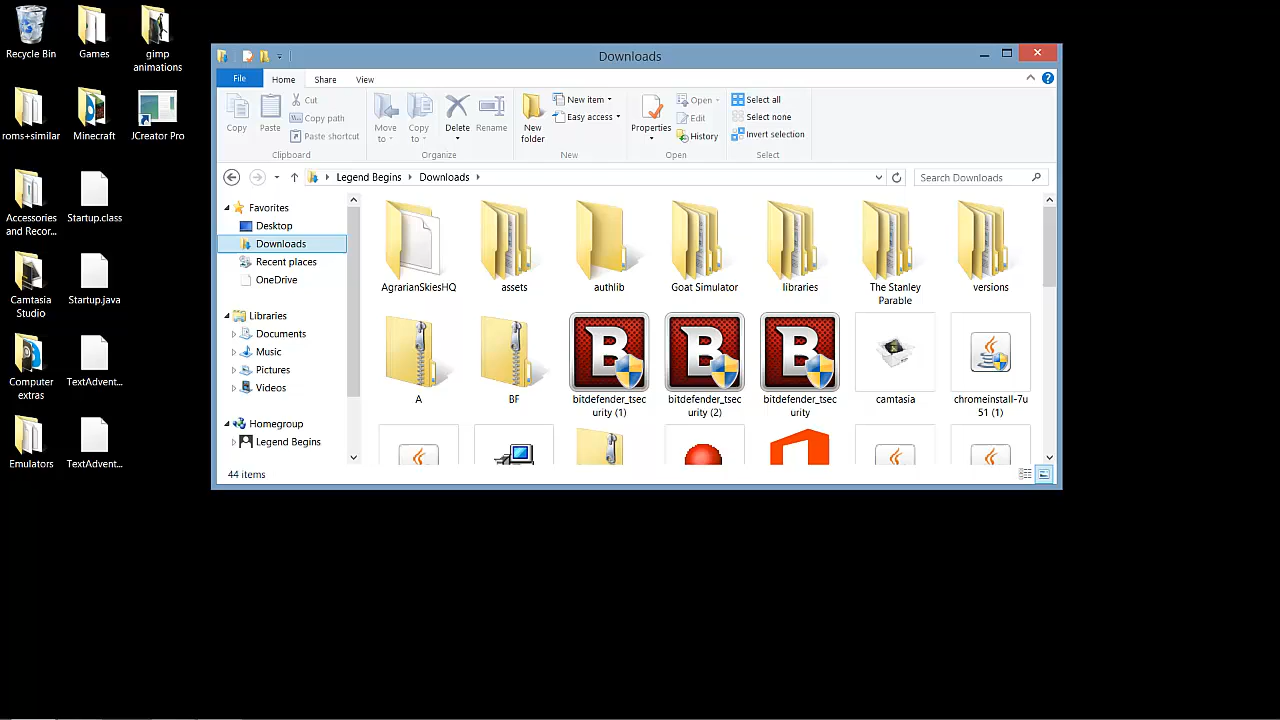 Recycle Bin
Games
gimp
animations
roms+similar
Minecraft
JCreator Pro
Accessories
and Recor...
Startup.class
Camtasia
Studio
Startup.java
Computer
extras
TextAdvent...
Emulators
TextAdvent...
Downloads
File
Home
Share
View
Copy
Paste
Cut
Copy path
Paste shortcut
Clipboard
Move
to
Copy
to
Delete
Rename
Organize
New
folder
New item
Easy access
New
Properties
Open
Edit
History
Open
Select all
Select none
Invert selection
Select
Legend Begins
Downloads
Search Downloads
Favorites
Desktop
Downloads
Recent places
OneDrive
Libraries
Documents
Music
Pictures
Videos
Homegroup
Legend Begins
AgrarianSkiesHQ
assets
authlib
Goat Simulator
libraries
The Stanley
Parable
versions
A
BF
bitdefender_tsec
urity (1)
bitdefender_tsec
urity (2)
bitdefender_tsec
urity
camtasia
chromeinstall-7u
51 (1)
44 items